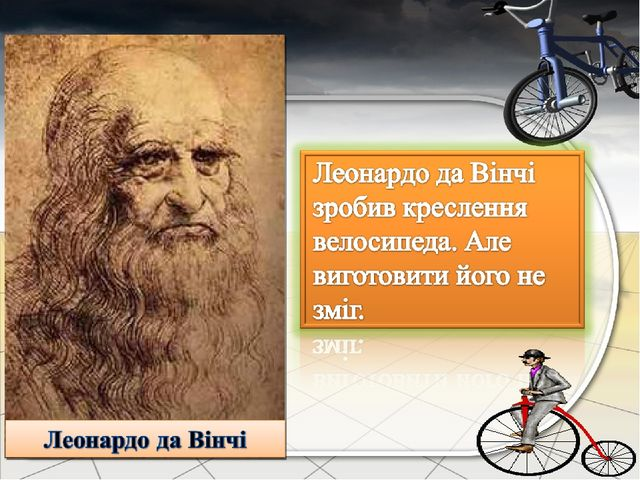 Леонардо да Вінчі
зробив креслення
велосипеда. Але
виготовити його не
зміг.
Леонардо да Вінчі